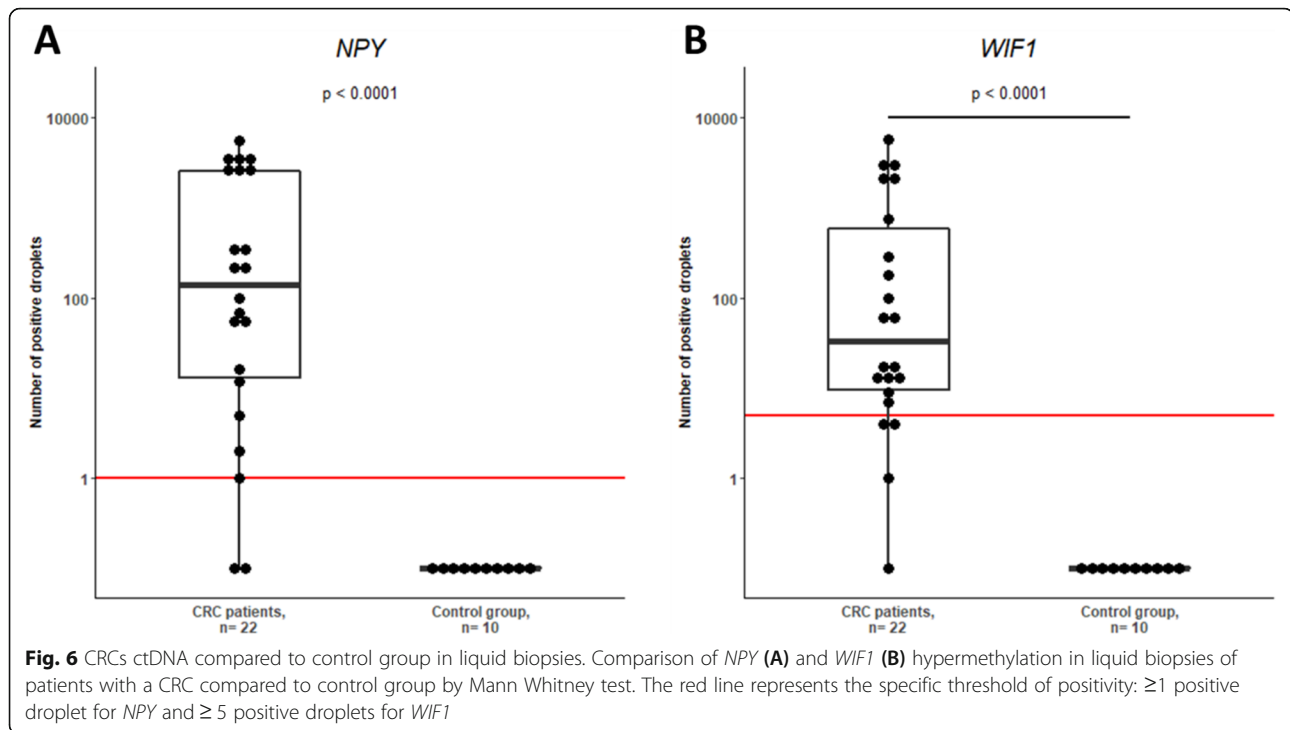 A
NPY
p < 0.0001
Number of positive droplets
10000
100
1
CRC patients,
n= 22
Control group,
n= 10
B
WIF1
p < 0.0001
Number of positive droplets
10000
100
1
CRC patients,
n= 22
Control group,
n= 10
Fig. 6 CRCs ctDNA compared to control group in liquid biopsies. Comparison of NPY (A) and WIF1 (B) hypermethylation in liquid biopsies of
patients with a CRC compared to control group by Mann Whitney test. The red line represents the specific threshold of positivity: ≥1 positive
droplet for NPY and ≥ 5 positive droplets for WIF1